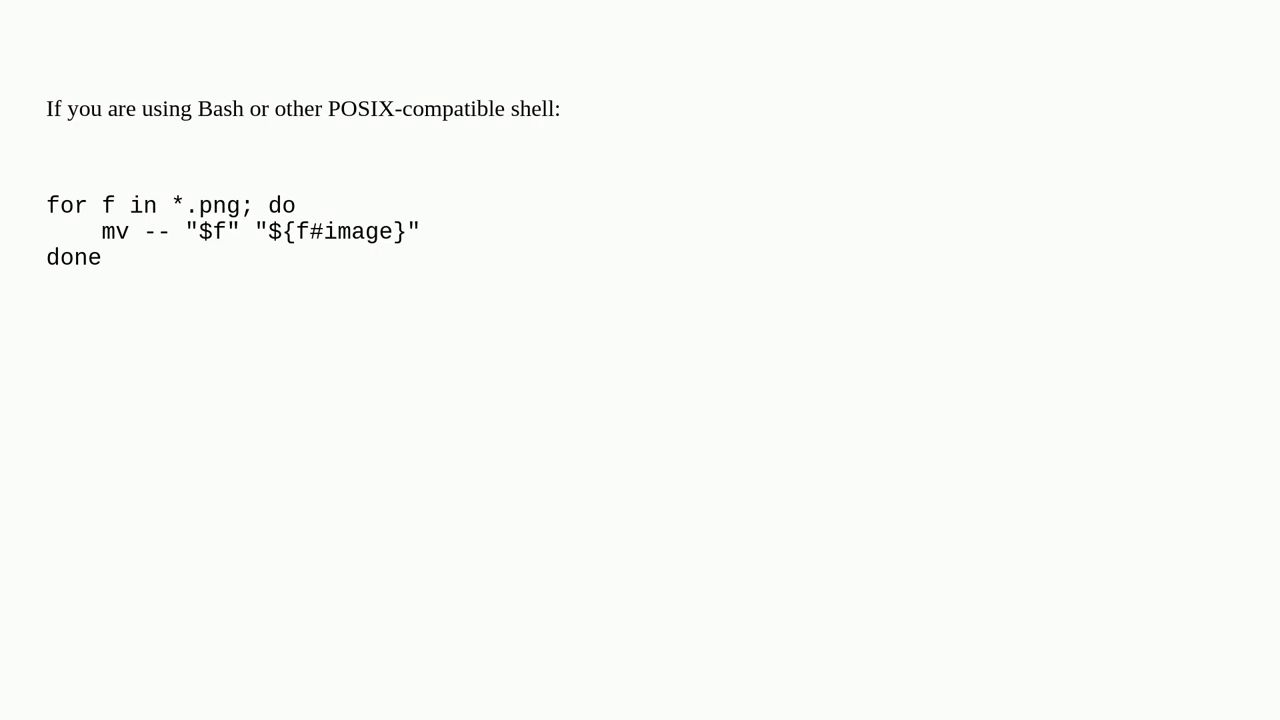 If you are using Bash or other POSIX-compatible shell:
for f in *.png; do
    mv -- "$f" "${f#image}"
done